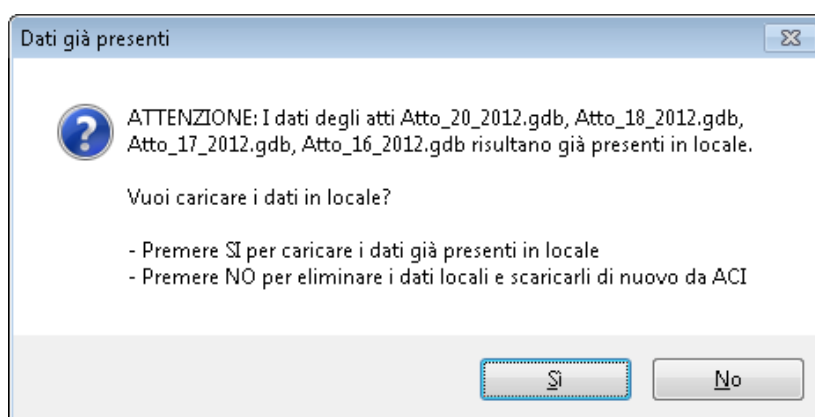 Dati già presenti
ATTENZIONE: I dati degli atti Atto_20_2012.gdb, Atto_18_2012.gdb,
Atto_17_2012.gdb, Atto_16_2012.gdb risultano già presenti in locale.
Vuoi caricare i dati in locale?
- Premere SI per caricare i dati già presenti in locale
- Premere NO per eliminare i dati locali e scaricarli di nuovo da ACI
Sì
No